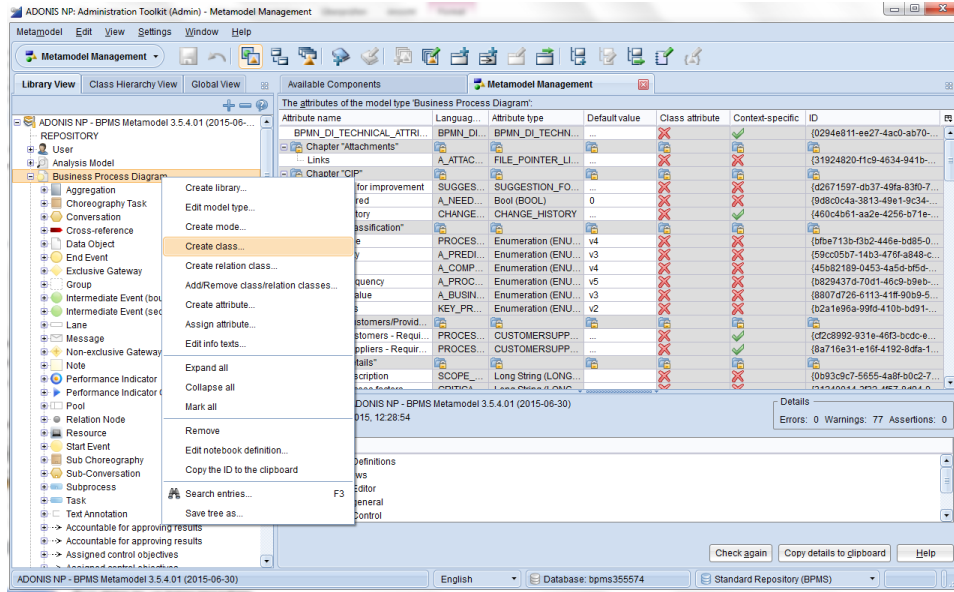 ADONIS NP: Administration Toolkit (Admin) - Metamodel Management
Metamodel Edit View Settings Window Help
Metamodel Management
Library View Class Hierarchy View Global View
Available Components Metamodel Management
The attributes of the model type 'Business Process Diagram':
Attribute name Languag... Attribute type Default value Class attribute Context-specific ID
BPMN_DI_TECHNICAL_ATTRI... BPMN_DI... BPMN_DI_TECHN... ...
Chapter "Attachments"
Links A_ATTAC... FILE_POINTER_LI... ...
Chapter "CIP"
for improvement SUGGES... SUGGESTION_FO... ...
red A_NEED... Bool (BOOL) 0
tory CHANGE... CHANGE_HISTORY ...
assification"
e PROCES... Enumeration (ENU... v4
y A_PREDI... Enumeration (ENU... v3
A_COMP... Enumeration (ENU... v4
quency A_PROC... Enumeration (ENU... v5
alue A_BUSIN... Enumeration (ENU... v3
s KEY_PR... Enumeration (ENU... v2
ustomers/Provid...
stomers - Requi... PROCES... CUSTOMERSUPP... ...
ppliers - Requir... PROCES... CUSTOMERSUPP... ...
etails"
scription SCOPE_... Long String (LONG...
{0294e811-ee27-4ac0-ab70-...
{31924820-f1c9-4634-941b-...
{d2671597-db37-49fa-83f0-7...
{9d8c0c4a-3813-49e1-9c34-...
{460c4b61-aa2e-4256-b71e-...
{bfbe713b-f3b2-446e-bd85-0...
{59cc05b7-14b3-476f-a848-c...
{45b82189-0453-4a5d-bf5d-...
{b829437d-70d1-46c9-b9eb-...
{8807d726-6113-41ff-90b9-5...
{b2a1e96a-99fd-410b-bd91-...
{cf2c8992-931e-46f3-bcdc-e...
{8a716e31-e16f-4192-8dfa-1...
{0b93c9c7-5655-4a8f-b0c2-7...
ADONIS NP - BPMS Metamodel 3.5.4.01 (2015-06-...
REPOSITORY
User
Analysis Model
Business Process Diagram
Aggregation
Choreography Task
Conversation
Cross-reference
Data Object
End Event
Exclusive Gateway
Group
Intermediate Event (bou
Intermediate Event (sec
Lane
Message
Non-exclusive Gateway
Note
Performance Indicator
Performance Indicator
Pool
Relation Node
Resource
Start Event
Sub Choreography
Sub-Conversation
Subprocess
Task
Text Annotation
Accountable for approving results
Accountable for approving results
Assigned control objectives
Assigned control objectives
Create library...
Edit model type...
Create mode...
Create class...
Create relation class...
Add/Remove class/relation classes...
Create attribute...
Assign attribute...
Edit info texts...
Expand all
Collapse all
Mark all
Remove
Edit notebook definition...
Copy the ID to the clipboard
Search entries... F3
Save tree as...
DONIS NP - BPMS Metamodel 3.5.4.01 (2015-06-30)
015, 12:28:54
Details
Errors: 0 Warnings: 77 Assertions: 0
Definitions
ws
Editor
general
Control
Check again Copy details to clipboard Help
ADONIS NP - BPMS Metamodel 3.5.4.01 (2015-06-30) English Database: bpms355574 Standard Repository (BPMS)